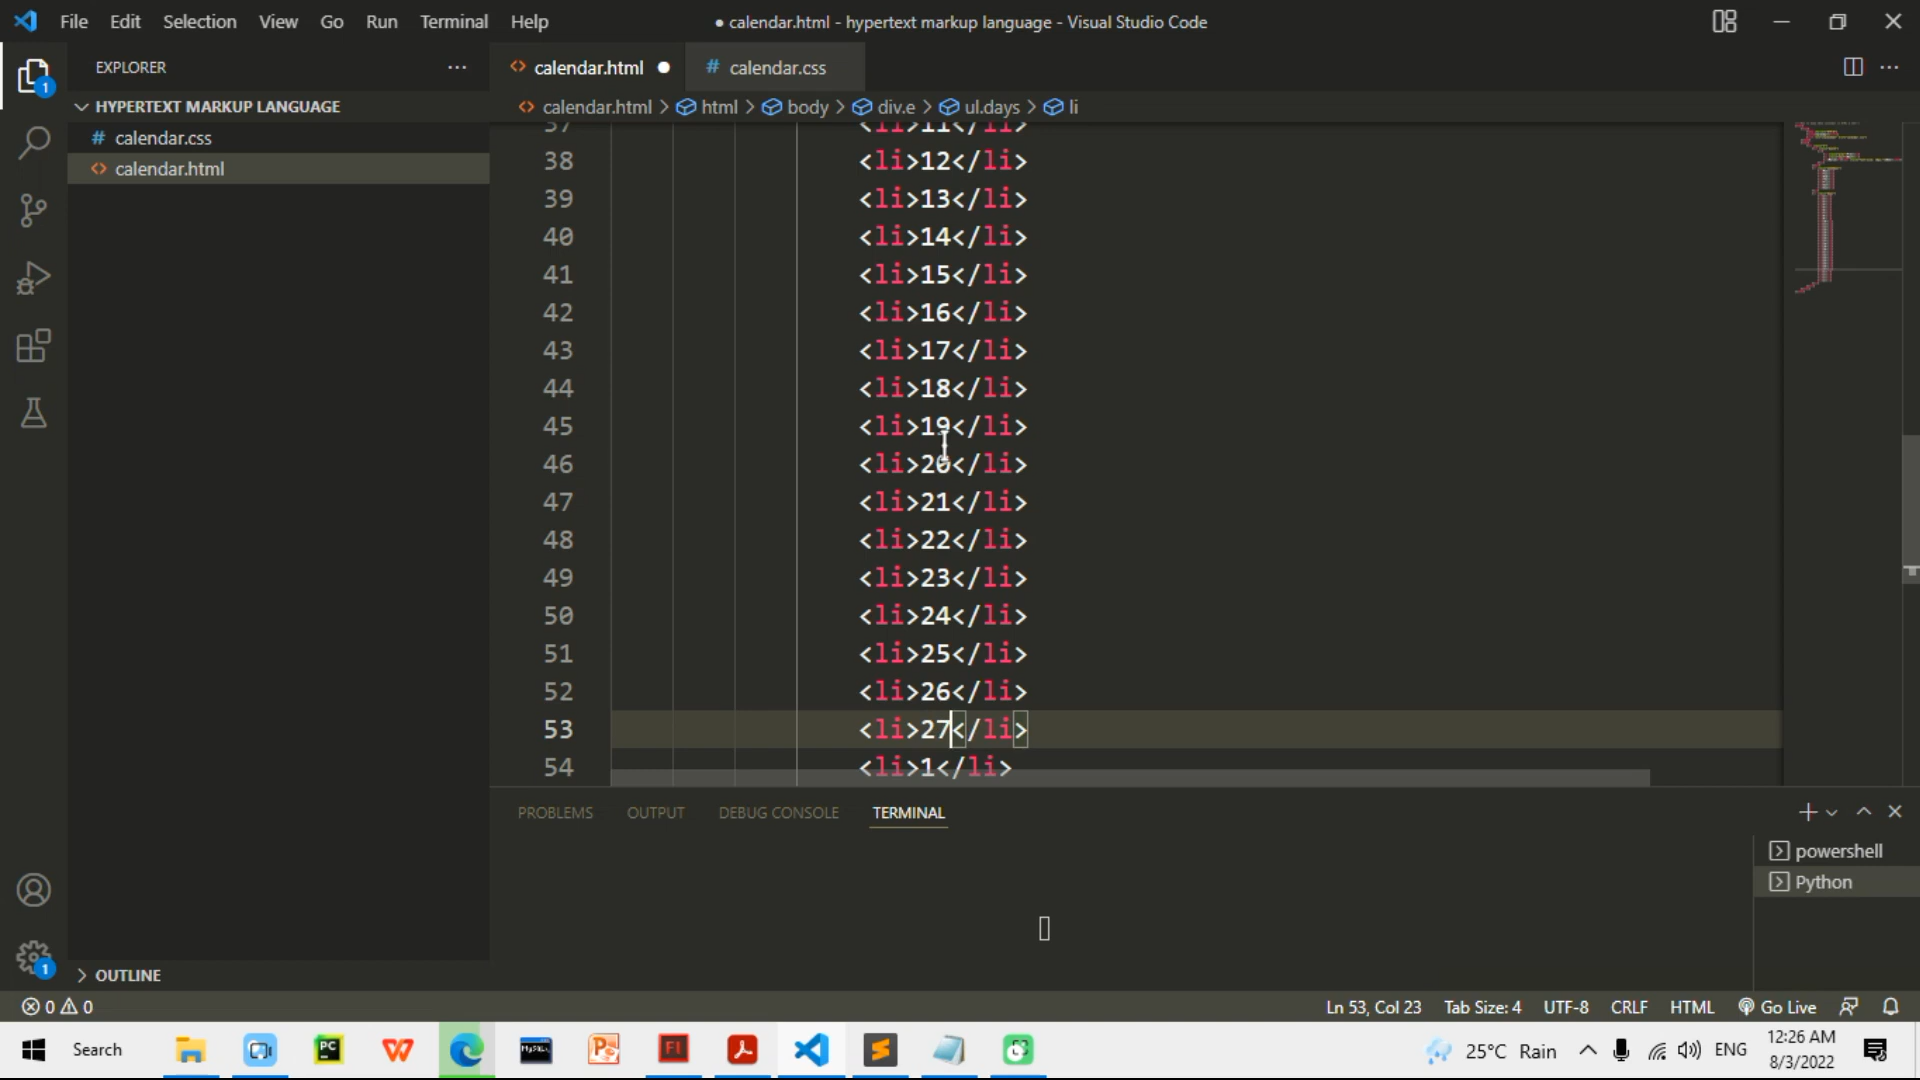 File Edit Selection View Go Run Terminal Help
● calendar.html - hypertext markup language - Visual Studio Code
EXPLORER
HYPERTEXT MARKUP LANGUAGE
# calendar.css
<> calendar.html
OUTLINE
<> calendar.html ●
# calendar.css
<> calendar.html > html > body > div.e > ul.days > li
37 <li>11</li>
38 <li>12</li>
39 <li>13</li>
40 <li>14</li>
41 <li>15</li>
42 <li>16</li>
43 <li>17</li>
44 <li>18</li>
45 <li>19</li>
46 <li>20</li>
47 <li>21</li>
48 <li>22</li>
49 <li>23</li>
50 <li>24</li>
51 <li>25</li>
52 <li>26</li>
53 <li>27</li>
54 <li>1</li>
PROBLEMS OUTPUT DEBUG CONSOLE TERMINAL
powershell
Python
0 0
Ln 53, Col 23 Tab Size: 4 UTF-8 CRLF HTML Go Live
Search
25°C Rain
ENG
12:26 AM
8/3/2022